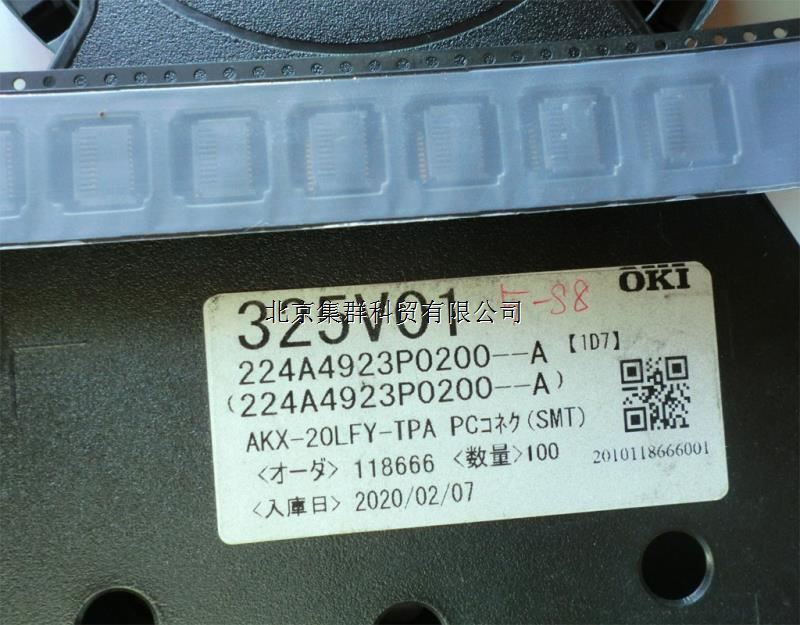 OKI
325V01
北京集群科贸有限公司
224A4923P0200--A 【1D7】
(224A4923P0200--A)
AKX-20LFY-TPA PCコネク(SMT)
<オーダ> 118666 <数量>100
2010118666001
<入庫日> 2020/02/07